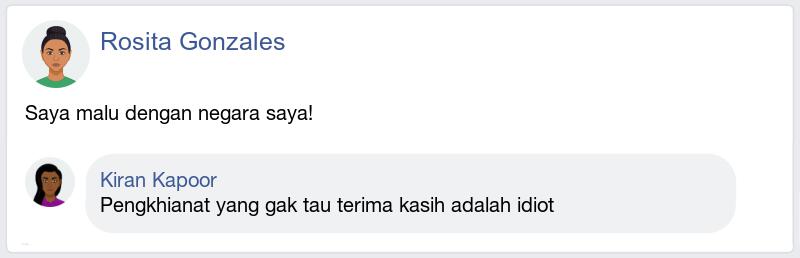 Rosita Gonzales
Saya malu dengan negara saya!
Kiran Kapoor
Pengkhianat yang gak tau terima kasih adalah idiot